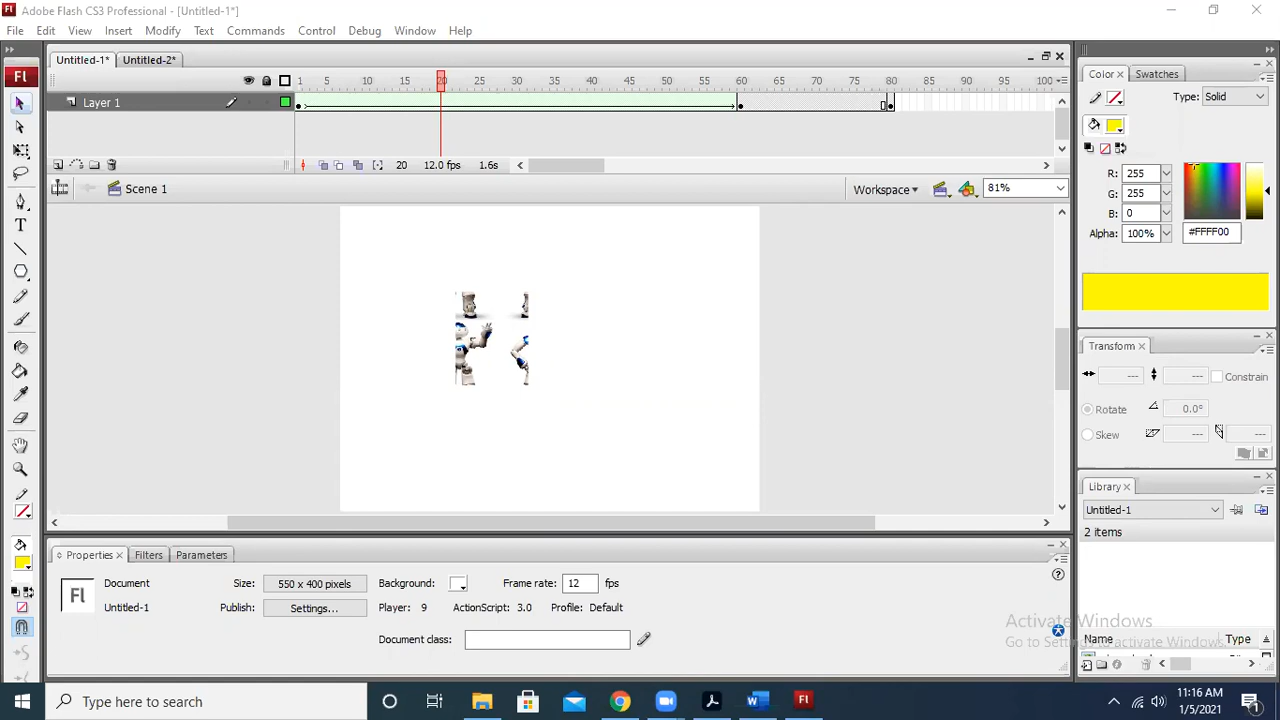 Adobe Flash CS3 Professional - [Untitled-1*]
File Edit View Insert Modify Text Commands Control Debug Window Help
Untitled-1* Untitled-2*
1 5 10 15 20 25 30 35 40 45 50 55 60 65 70 75 80 85 90 95 100
Layer 1
20 12.0 fps 1.6s
Scene 1 Workspace 81%
Color Swatches
Type: Solid
R: 255
G: 255
B: 0
Alpha: 100% #FFFF00
Transform
--- --- Constrain
Rotate 0.0°
Skew --- ---
Library
Untitled-1
2 items
Name Type
Properties Filters Parameters
Document Size: 550 x 400 pixels Background: Frame rate: 12 fps
Untitled-1 Publish: Settings... Player: 9 ActionScript: 3.0 Profile: Default
Document class:
Activate Windows
Go to Settings to activate Windows.
Type here to search
11:16 AM
1/5/2021